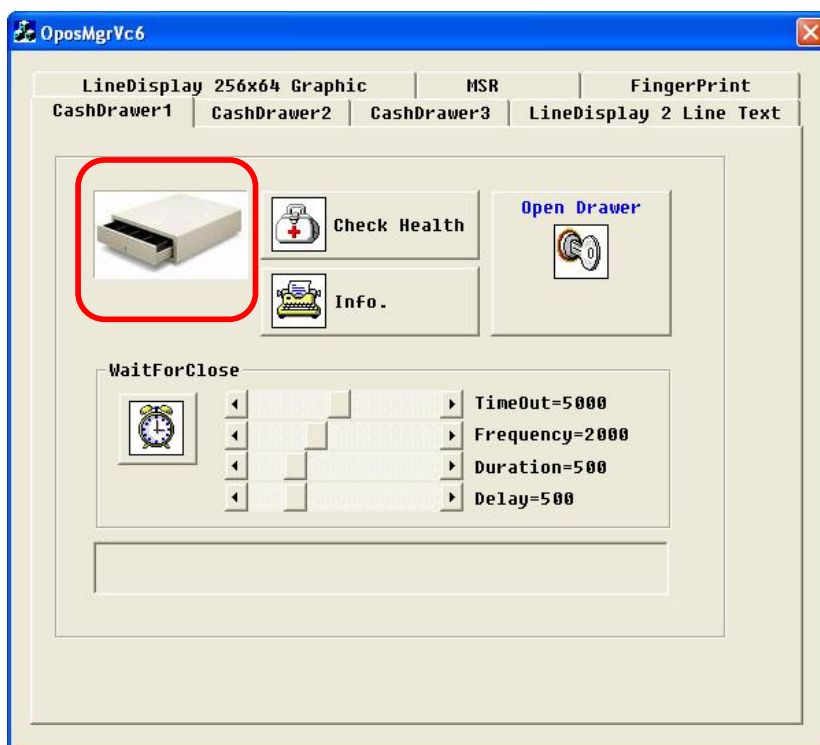 OposMgrVc6
LineDisplay 256x64 Graphic
MSR
FingerPrint
CashDrawer1
CashDrawer2
CashDrawer3
LineDisplay 2 Line Text
Check Health
Open Drawer
Info.
WaitForClose
TimeOut=5000
Frequency=2000
Duration=500
Delay=500